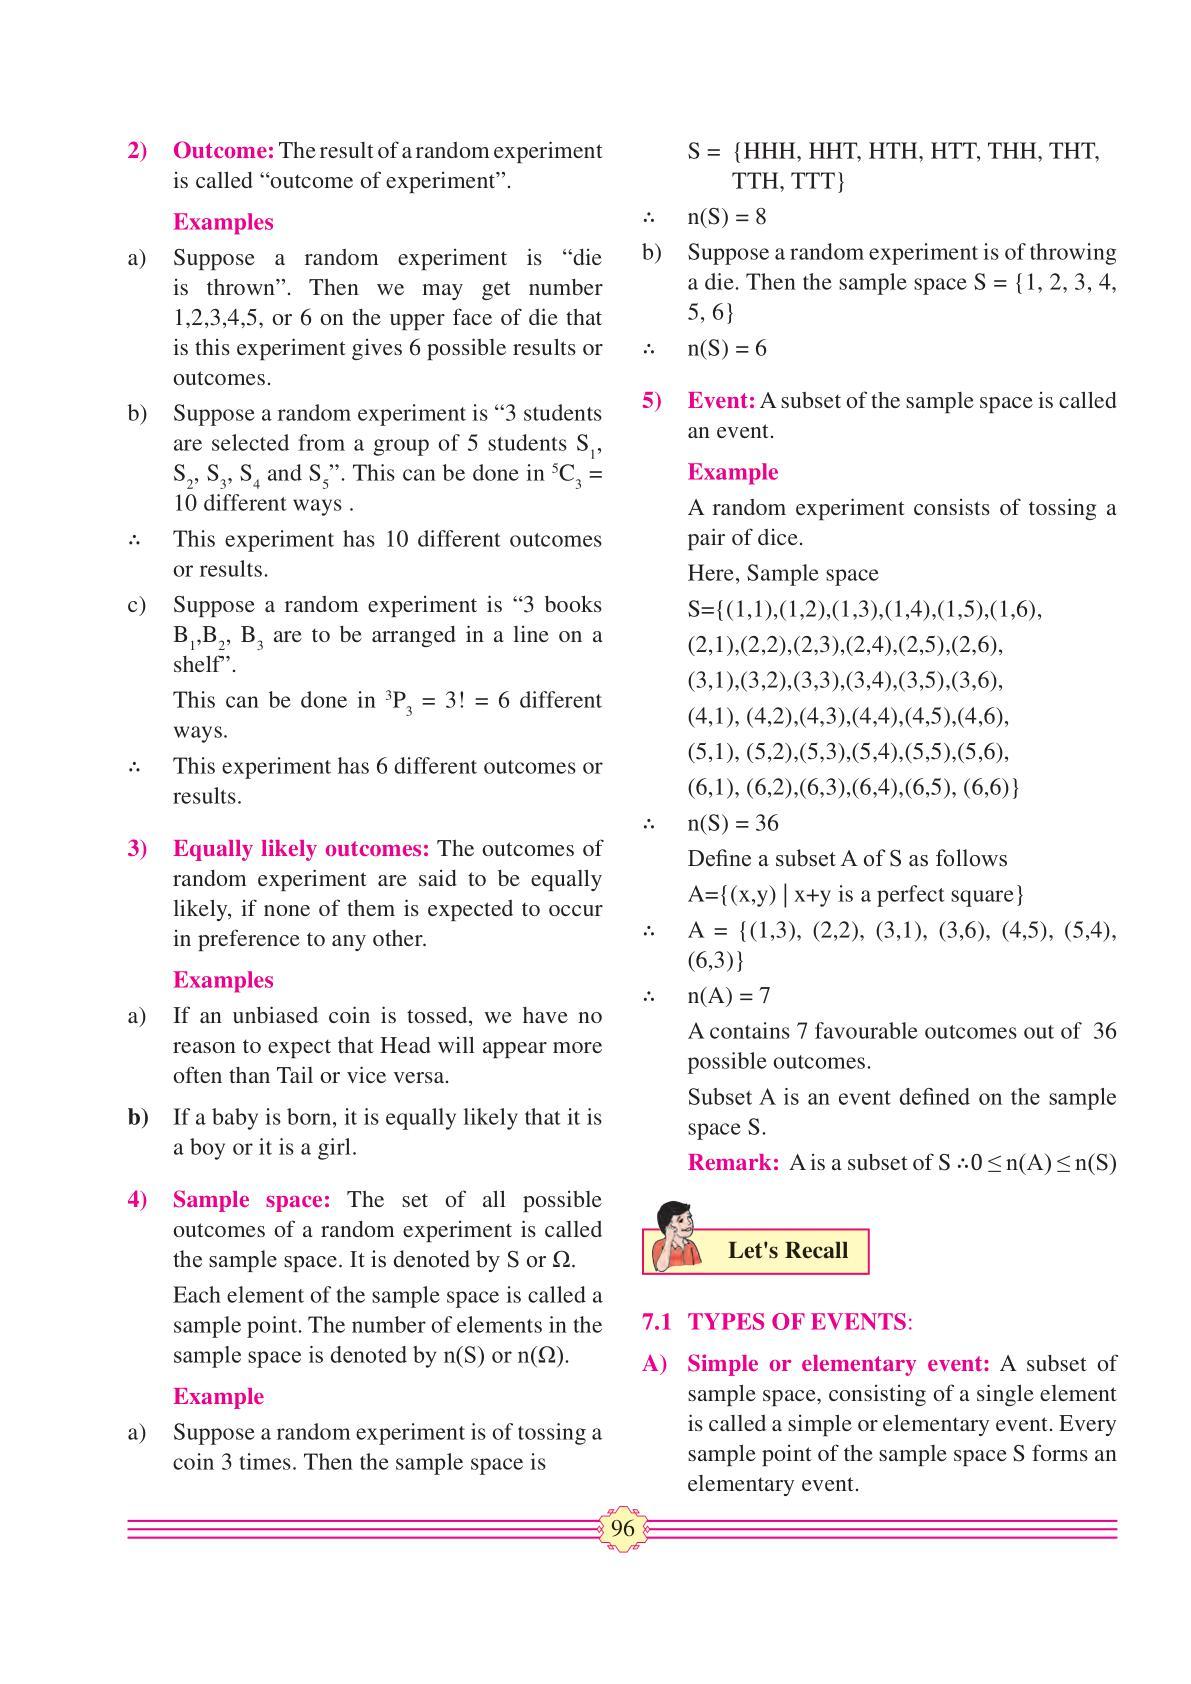 2) Outcome: The result of a random experiment
is called “outcome of experiment”.
Examples
a) Suppose a random experiment is “die
is thrown”. Then we may get number
1,2,3,4,5, or 6 on the upper face of die that
is this experiment gives 6 possible results or
outcomes.
b) Suppose a random experiment is “3 students
are selected from a group of 5 students S₁,
S₂, S₃, S₄ and S₅”. This can be done in ⁵C₃ =
10 different ways .
∴ This experiment has 10 different outcomes
or results.
c) Suppose a random experiment is “3 books
B₁,B₂, B₃ are to be arranged in a line on a
shelf”.
This can be done in ³P₃ = 3! = 6 different
ways.
∴ This experiment has 6 different outcomes or
results.
3) Equally likely outcomes: The outcomes of
random experiment are said to be equally
likely, if none of them is expected to occur
in preference to any other.
Examples
a) If an unbiased coin is tossed, we have no
reason to expect that Head will appear more
often than Tail or vice versa.
b) If a baby is born, it is equally likely that it is
a boy or it is a girl.
4) Sample space: The set of all possible
outcomes of a random experiment is called
the sample space. It is denoted by S or Ω.
Each element of the sample space is called a
sample point. The number of elements in the
sample space is denoted by n(S) or n(Ω).
Example
a) Suppose a random experiment is of tossing a
coin 3 times. Then the sample space is
S = {HHH, HHT, HTH, HTT, THH, THT,
TTH, TTT}
∴ n(S) = 8
b) Suppose a random experiment is of throwing
a die. Then the sample space S = {1, 2, 3, 4,
5, 6}
∴ n(S) = 6
5) Event: A subset of the sample space is called
an event.
Example
A random experiment consists of tossing a
pair of dice.
Here, Sample space
S={(1,1),(1,2),(1,3),(1,4),(1,5),(1,6),
(2,1),(2,2),(2,3),(2,4),(2,5),(2,6),
(3,1),(3,2),(3,3),(3,4),(3,5),(3,6),
(4,1), (4,2),(4,3),(4,4),(4,5),(4,6),
(5,1), (5,2),(5,3),(5,4),(5,5),(5,6),
(6,1), (6,2),(6,3),(6,4),(6,5), (6,6)}
∴ n(S) = 36
Define a subset A of S as follows
A={(x,y) | x+y is a perfect square}
∴ A = {(1,3), (2,2), (3,1), (3,6), (4,5), (5,4),
(6,3)}
∴ n(A) = 7
A contains 7 favourable outcomes out of 36
possible outcomes.
Subset A is an event defined on the sample
space S.
Remark: A is a subset of S ∴0 ≤ n(A) ≤ n(S)
Let's Recall
7.1 TYPES OF EVENTS:
A) Simple or elementary event: A subset of
sample space, consisting of a single element
is called a simple or elementary event. Every
sample point of the sample space S forms an
elementary event.
96